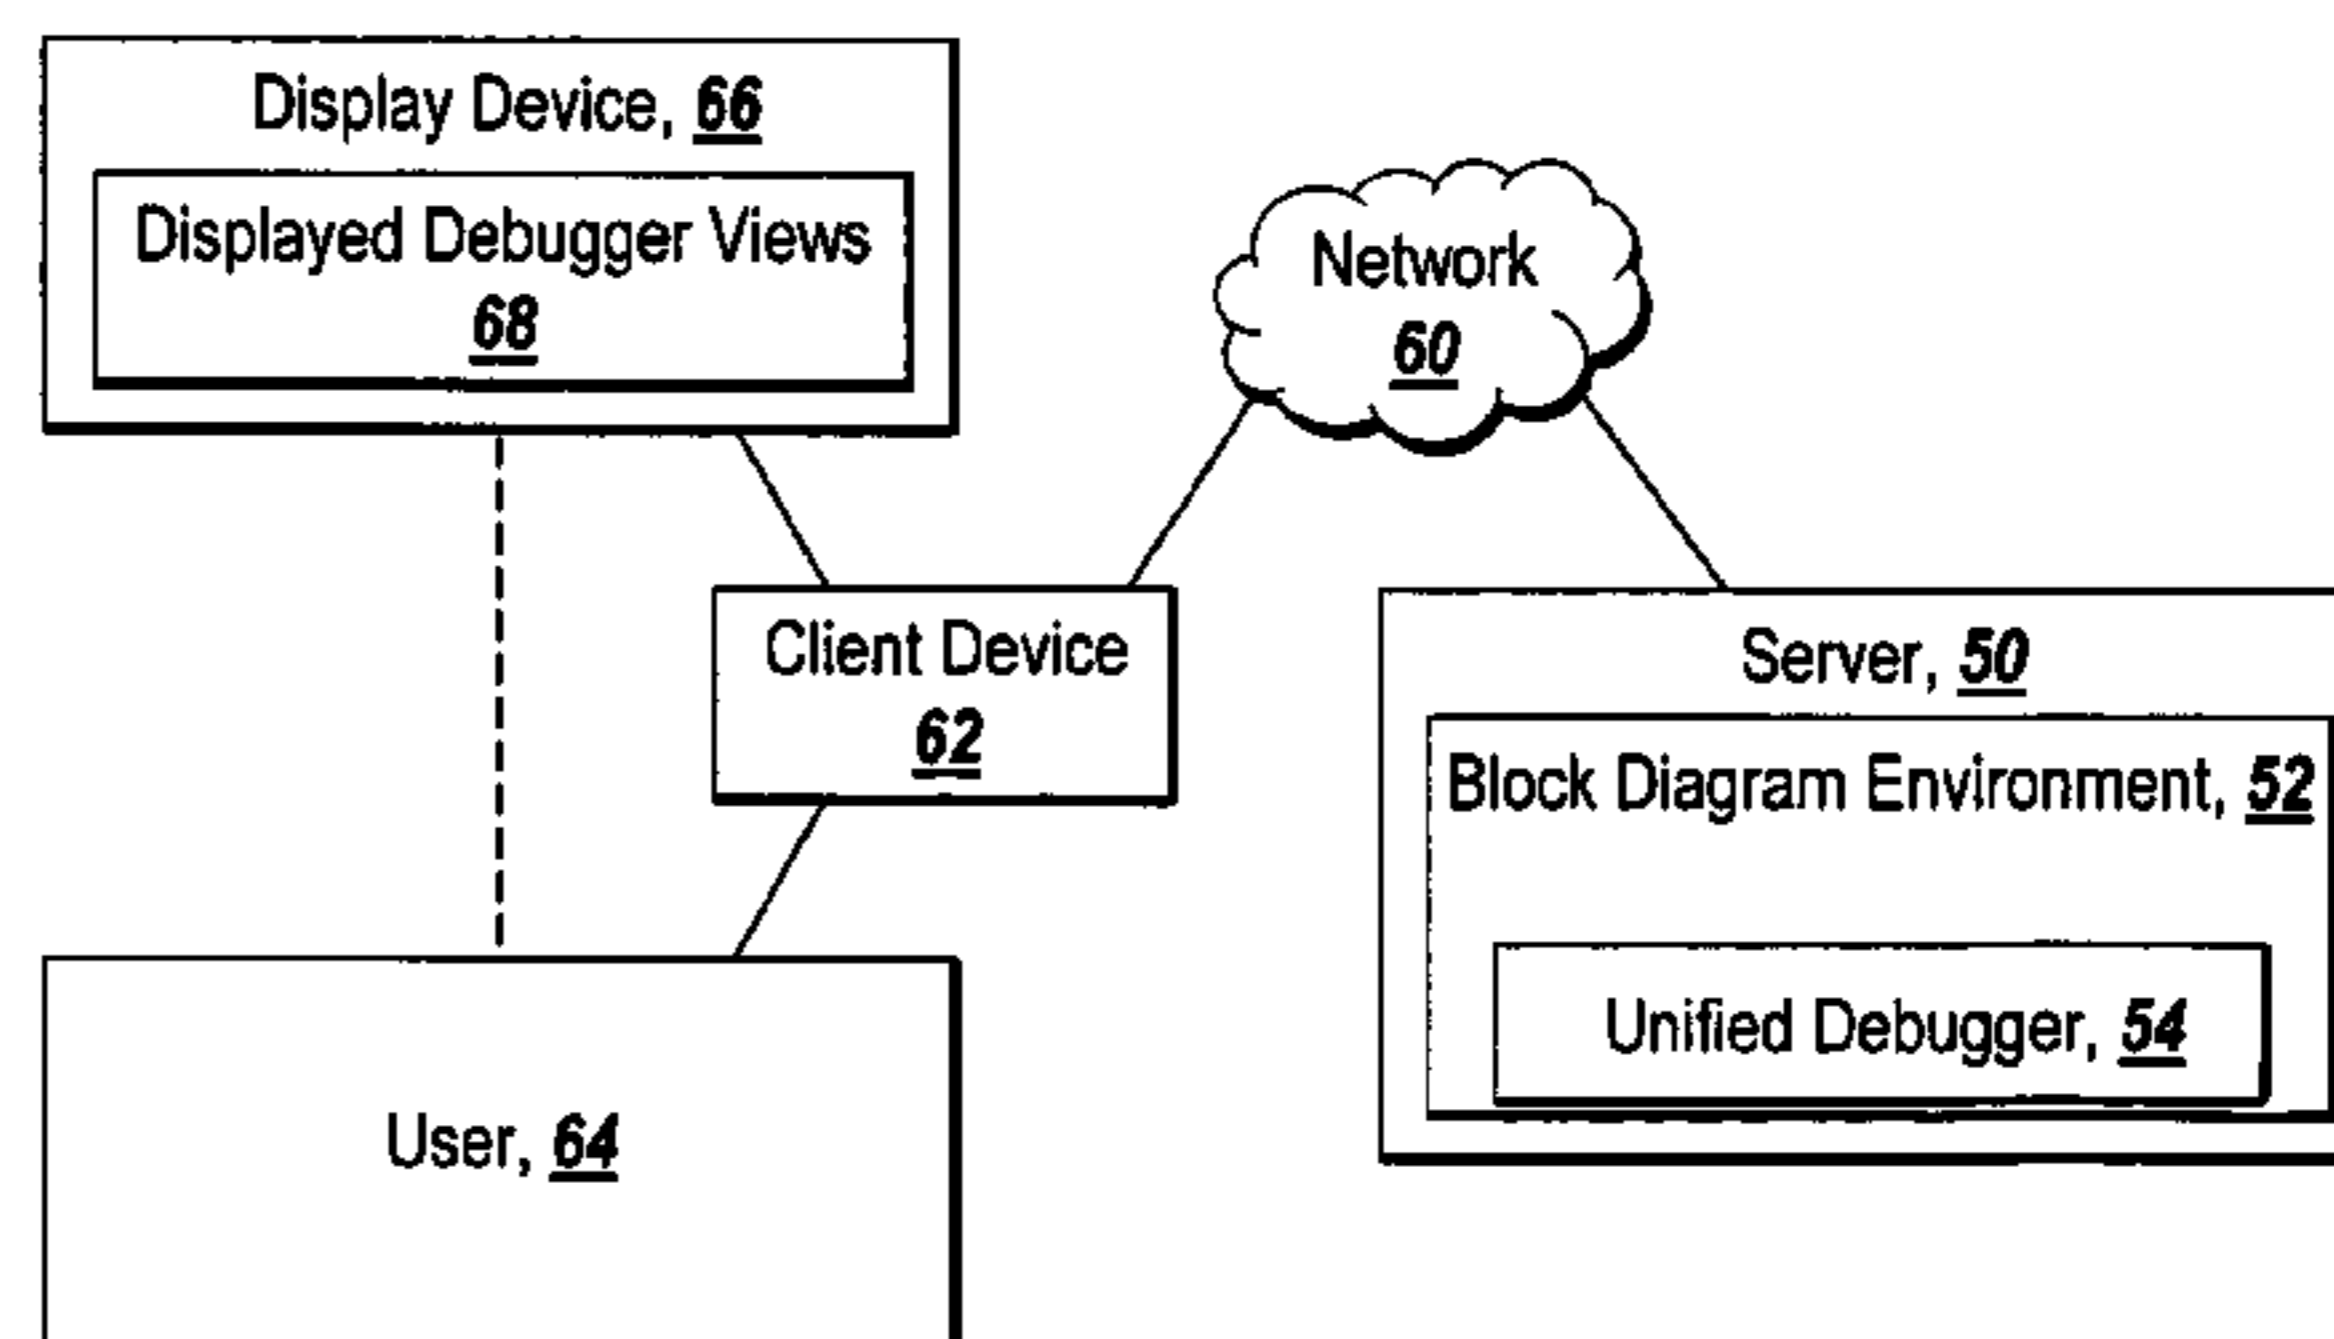 Display Device, 66
Displayed Debugger Views
68
Network
60
Client Device
62
Server, 50
Block Diagram Environment, 52
Unified Debugger, 54
User, 64